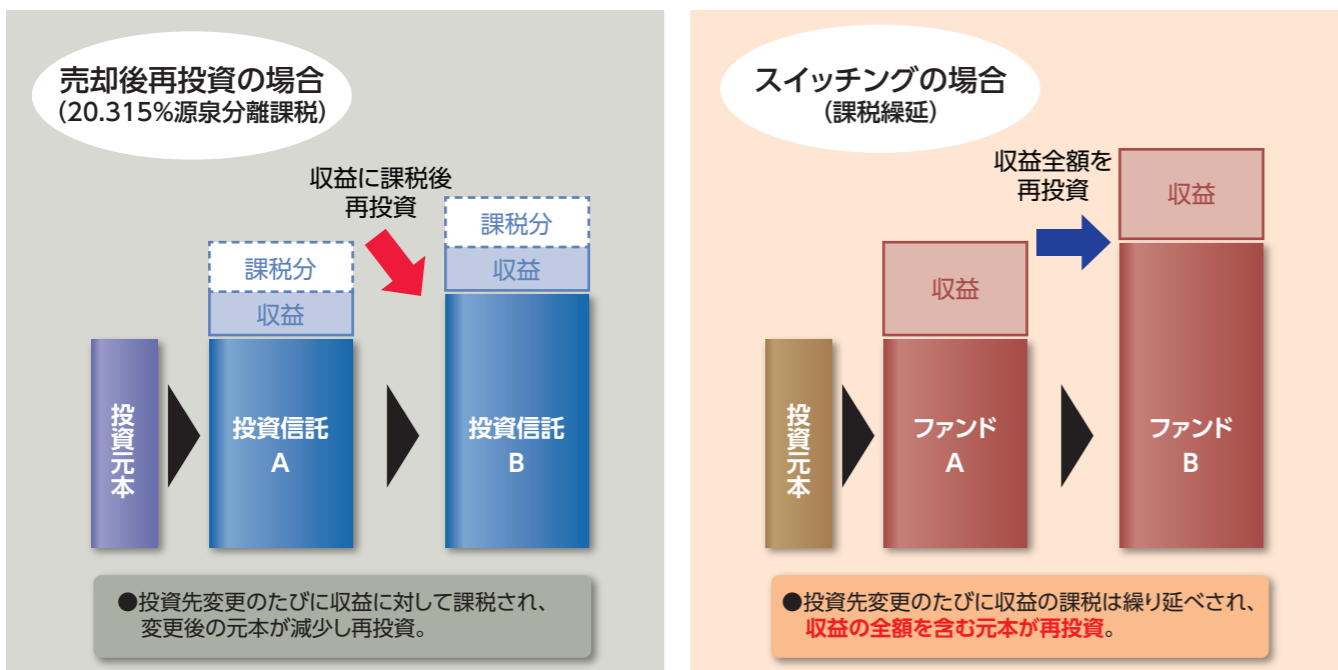 売却後再投資の場合
(20.315%源泉分離課税)
収益に課税後
再投資
課税分
収益
課税分
収益
投資元本
投資信託
A
投資信託
B
●投資先変更のたびに収益に対して課税され、
変更後の元本が減少し再投資。
スイッチングの場合
(課税繰延)
収益全額を
再投資
収益
収益
投資元本
ファンド
A
ファンド
B
●投資先変更のたびに収益の課税は繰り延べされ、
収益の全額を含む元本が再投資。